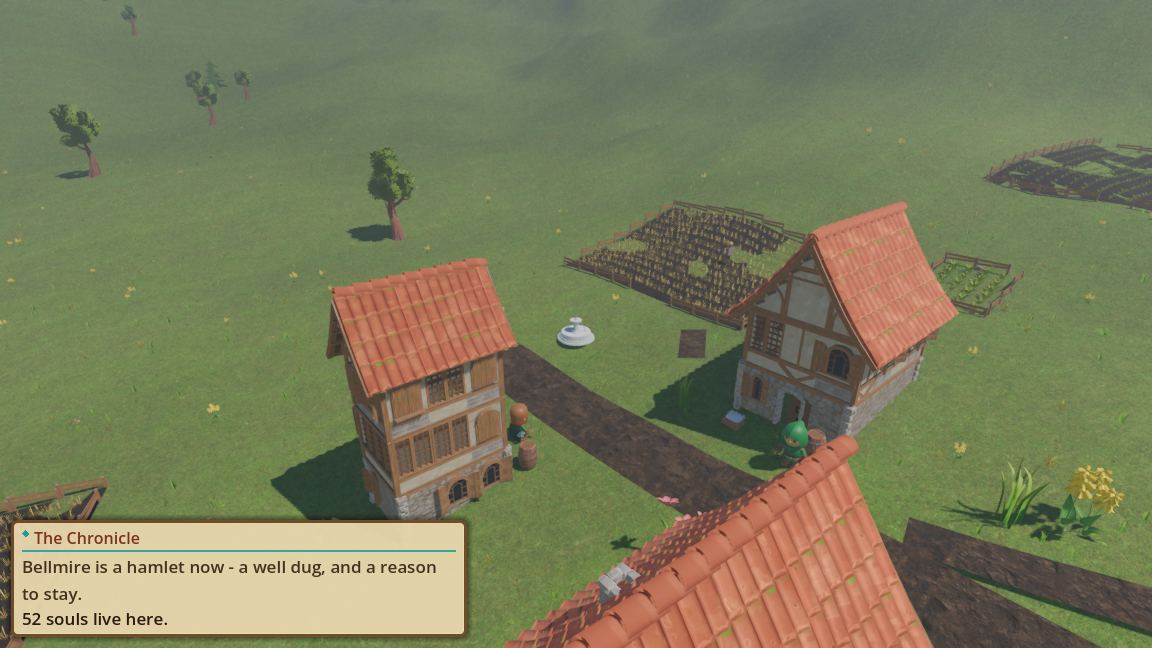 The Chronicle
Bellmire is a hamlet now - a well dug, and a reason
to stay.
52 souls live here.